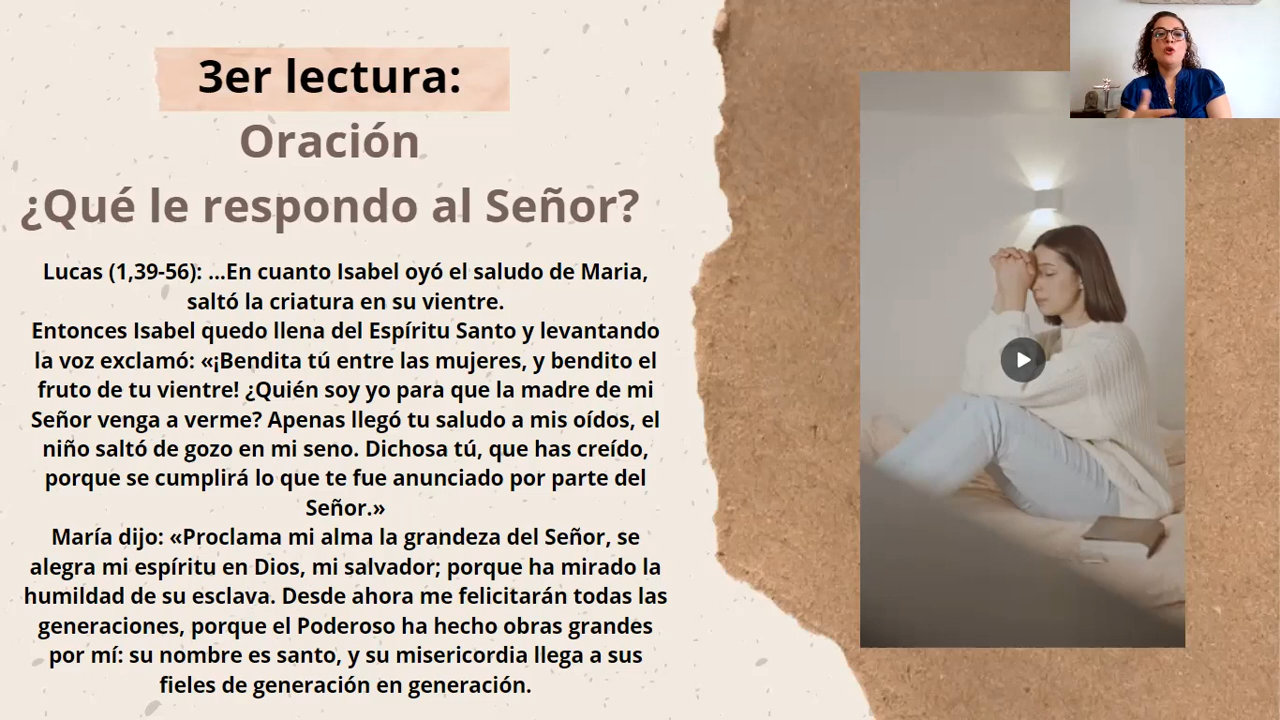 3er lectura:
Oración
¿Qué le respondo al Señor?
Lucas (1,39-56): ...En cuanto Isabel oyó el saludo de Maria,
saltó la criatura en su vientre.
Entonces Isabel quedo llena del Espíritu Santo y levantando
la voz exclamó: «¡Bendita tú entre las mujeres, y bendito el
fruto de tu vientre! ¿Quién soy yo para que la madre de mi
Señor venga a verme? Apenas llegó tu saludo a mis oídos, el
niño saltó de gozo en mi seno. Dichosa tú, que has creído,
porque se cumplirá lo que te fue anunciado por parte del
Señor.»
María dijo: «Proclama mi alma la grandeza del Señor, se
alegra mi espíritu en Dios, mi salvador; porque ha mirado la
humildad de su esclava. Desde ahora me felicitarán todas las
generaciones, porque el Poderoso ha hecho obras grandes
por mí: su nombre es santo, y su misericordia llega a sus
fieles de generación en generación.